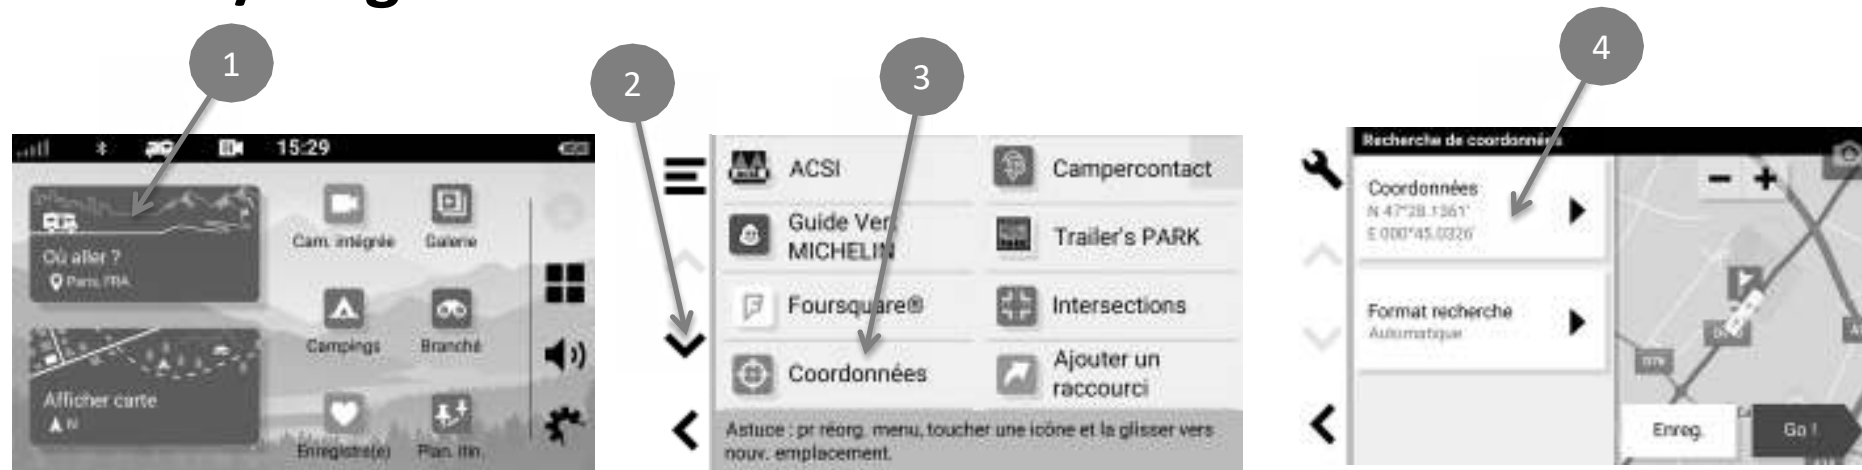 1
2
3
4
15:29
Où aller ?
Paris, FRA
Afficher carte
N
Cam. intégrée
Galerie
Campings
Branché
Enregistré(e)
Plan. itin.
ACSI
Campercontact
Guide Vert
MICHELIN
Trailer's PARK
Foursquare®
Intersections
Coordonnées
Ajouter un
raccourci
Astuce : pr réorg. menu, toucher une icône et la glisser vers
nouv. emplacement.
Recherche de coordonnées
Coordonnées
N 47°28.1361'
E 000°45.0326'
Format recherche
Automatique
Enreg.
Go !